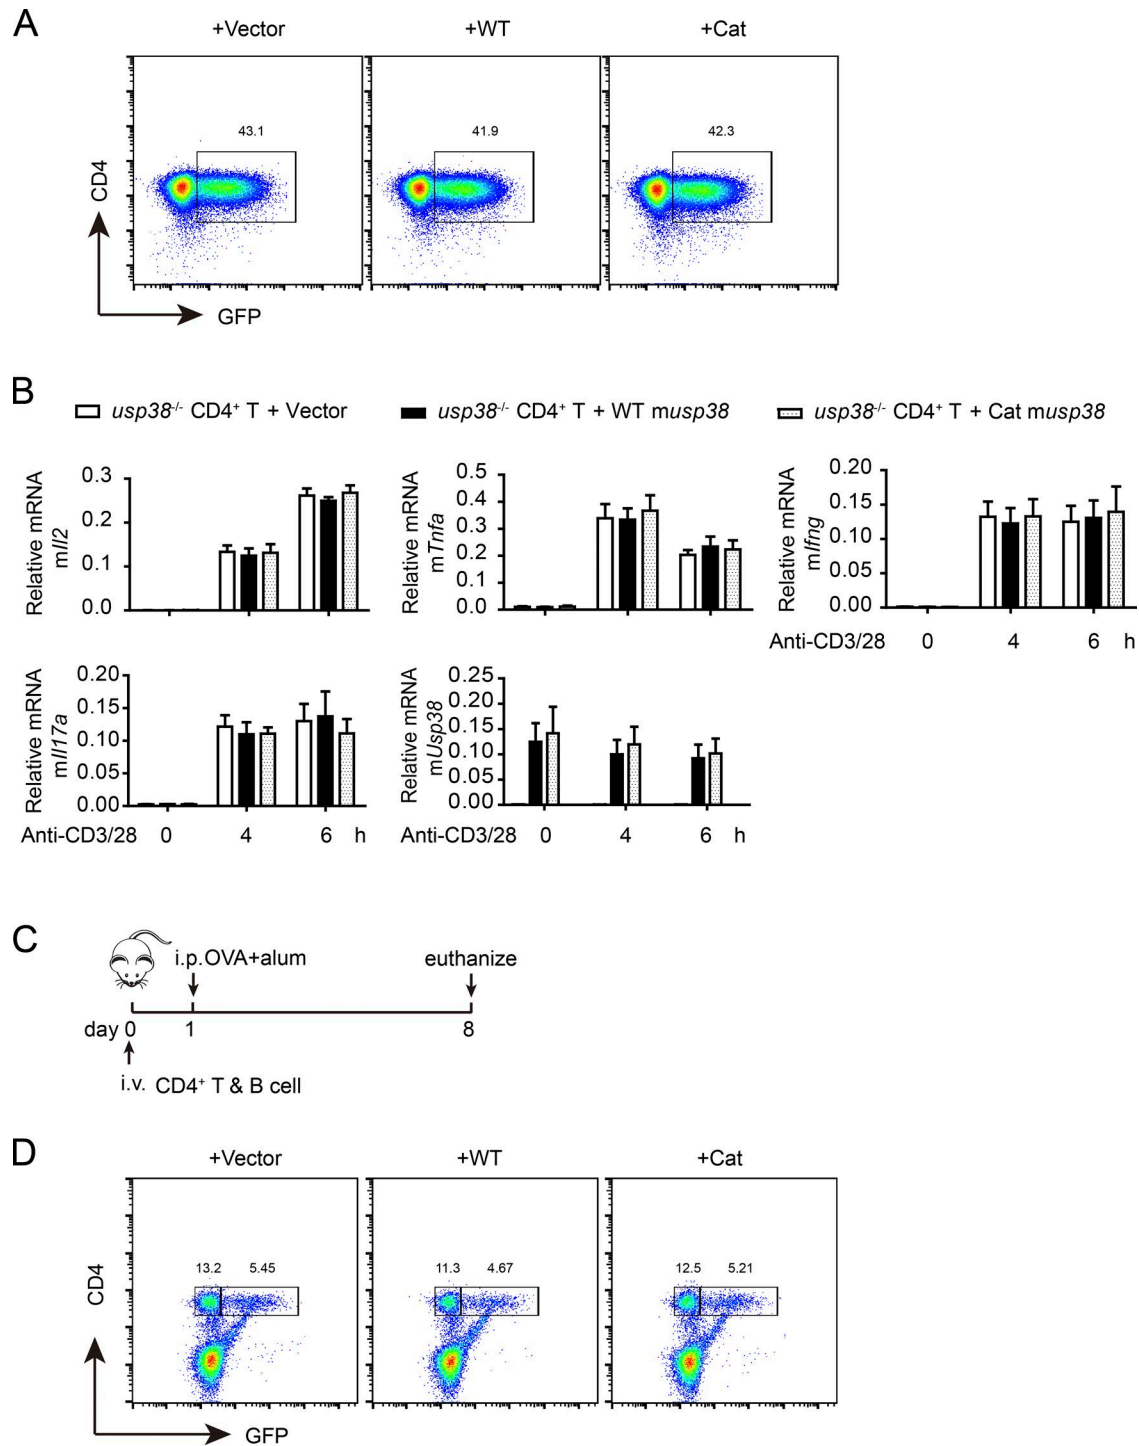 A
+Vector
+WT
+Cat
43.1
41.9
42.3
CD4
GFP
B
usp38-/- CD4+ T + Vector
usp38-/- CD4+ T + WT musp38
usp38-/- CD4+ T + Cat musp38
Relative mRNA
mIl2
0.3
0.2
0.1
0.0
Relative mRNA
mTnfa
0.5
0.4
0.3
0.2
0.1
0.0
Relative mRNA
mIfng
0.20
0.15
0.10
0.05
0.00
Anti-CD3/28 0 4 6 h
Relative mRNA
mIl17a
0.20
0.15
0.10
0.05
0.00
Anti-CD3/28 0 4 6 h
Relative mRNA
mUsp38
0.25
0.20
0.15
0.10
0.05
0.00
Anti-CD3/28 0 4 6 h
C
i.p.OVA+alum
euthanize
day 0 1 8
i.v. CD4+ T & B cell
D
+Vector
+WT
+Cat
13.2 5.45
11.3 4.67
12.5 5.21
CD4
GFP